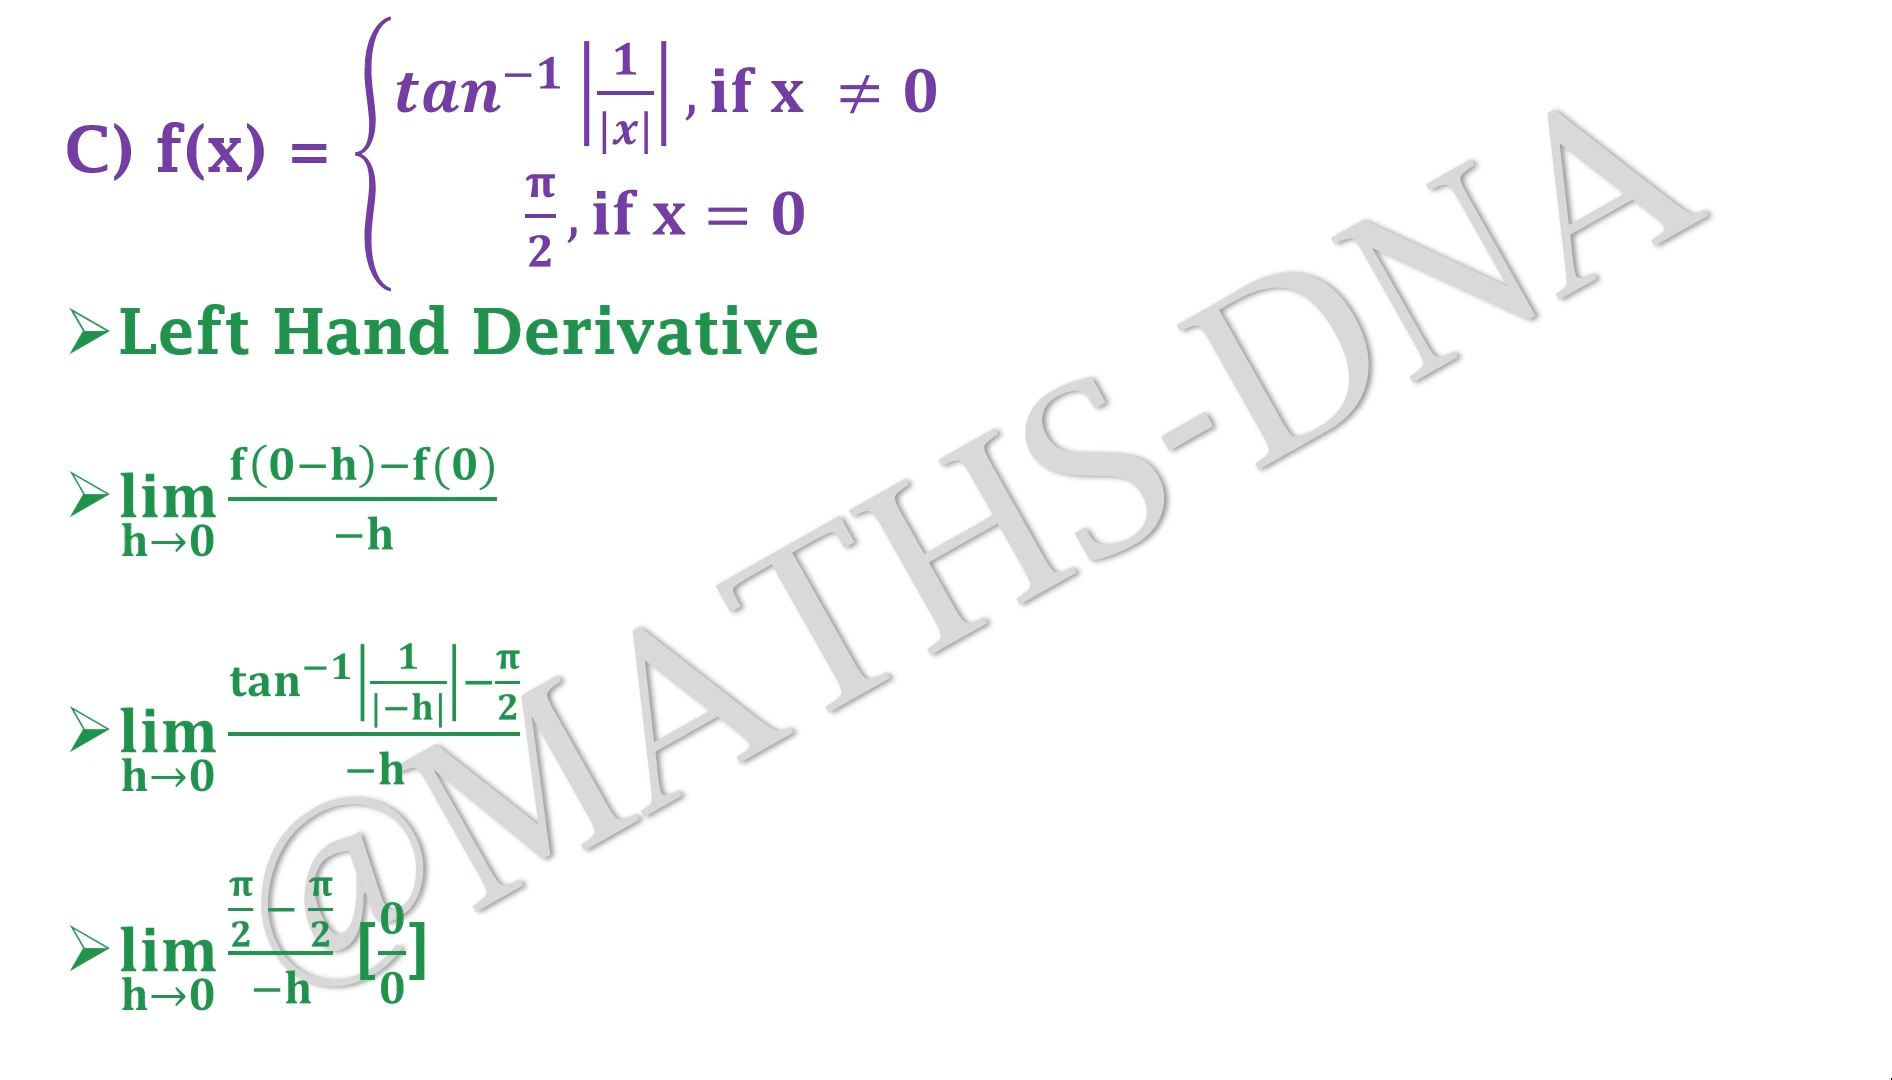 C) f(x) = { tan⁻¹ |1/|x||, if x ≠ 0
π/2, if x = 0
➢Left Hand Derivative
➢lim h→0 f(0−h)−f(0) / −h
➢lim h→0 tan⁻¹|1/|−h||−π/2 / −h
➢lim h→0 π/2 − π/2 / −h [0/0]
@MATHS-DNA